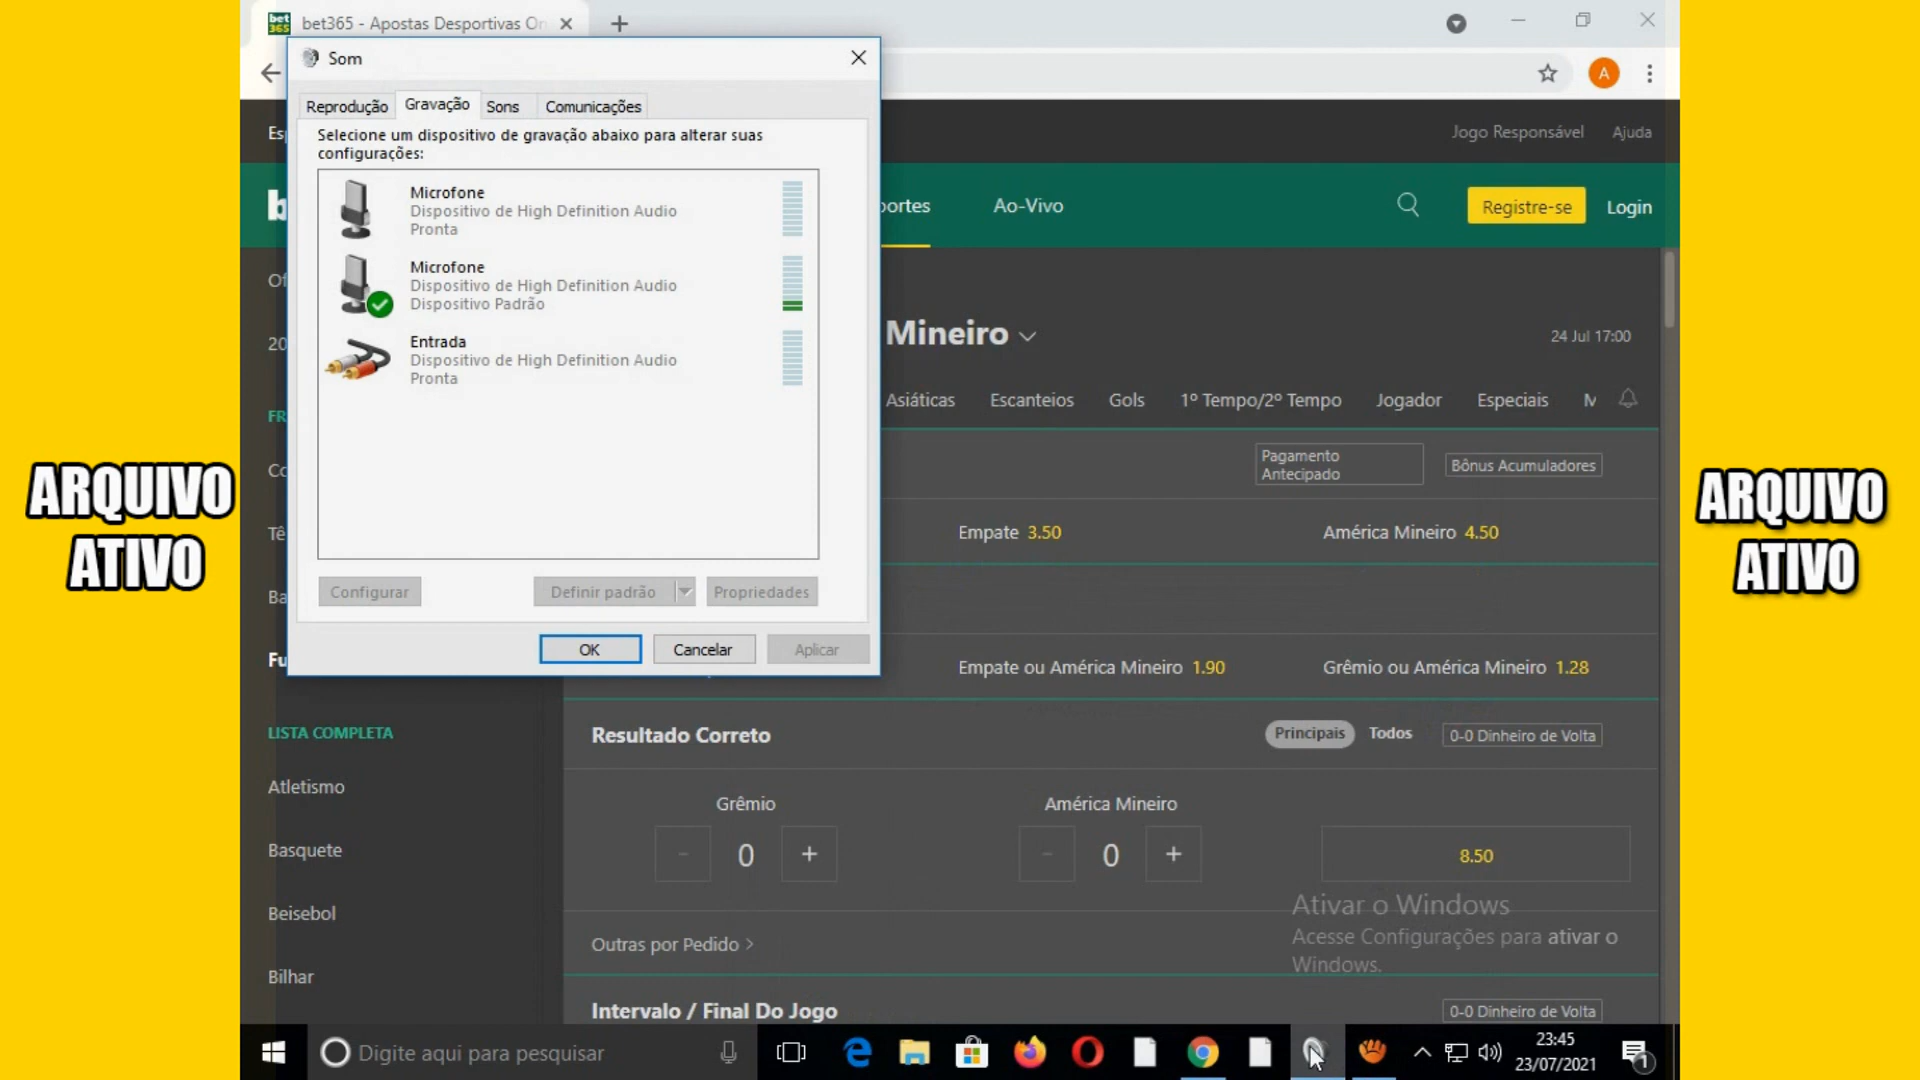 bet365 - Apostas Desportivas On
Som
Reprodução
Gravação
Sons
Comunicações
Selecione um dispositivo de gravação abaixo para alterar suas
configurações:
Microfone
Dispositivo de High Definition Audio
Pronta
Microfone
Dispositivo de High Definition Audio
Dispositivo Padrão
Entrada
Dispositivo de High Definition Audio
Pronta
Configurar
Definir padrão
Propriedades
OK
Cancelar
Aplicar
A
Jogo Responsável
Ajuda
portes
Ao-Vivo
Registre-se
Login
Mineiro
24 Jul 17:00
Asiáticas
Escanteios
Gols
1º Tempo/2º Tempo
Jogador
Especiais
M
Pagamento
Antecipado
Bônus Acumuladores
Empate 3.50
América Mineiro 4.50
Empate ou América Mineiro 1.90
Grêmio ou América Mineiro 1.28
Resultado Correto
Principais
Todos
0-0 Dinheiro de Volta
Grêmio
América Mineiro
- 0 +
- 0 +
8.50
Outras por Pedido >
Intervalo / Final Do Jogo
0-0 Dinheiro de Volta
LISTA COMPLETA
Atletismo
Basquete
Beisebol
Bilhar
Ativar o Windows
Acesse Configurações para ativar o
Windows.
Digite aqui para pesquisar
23:45
23/07/2021
1
ARQUIVO
ATIVO
ARQUIVO
ATIVO